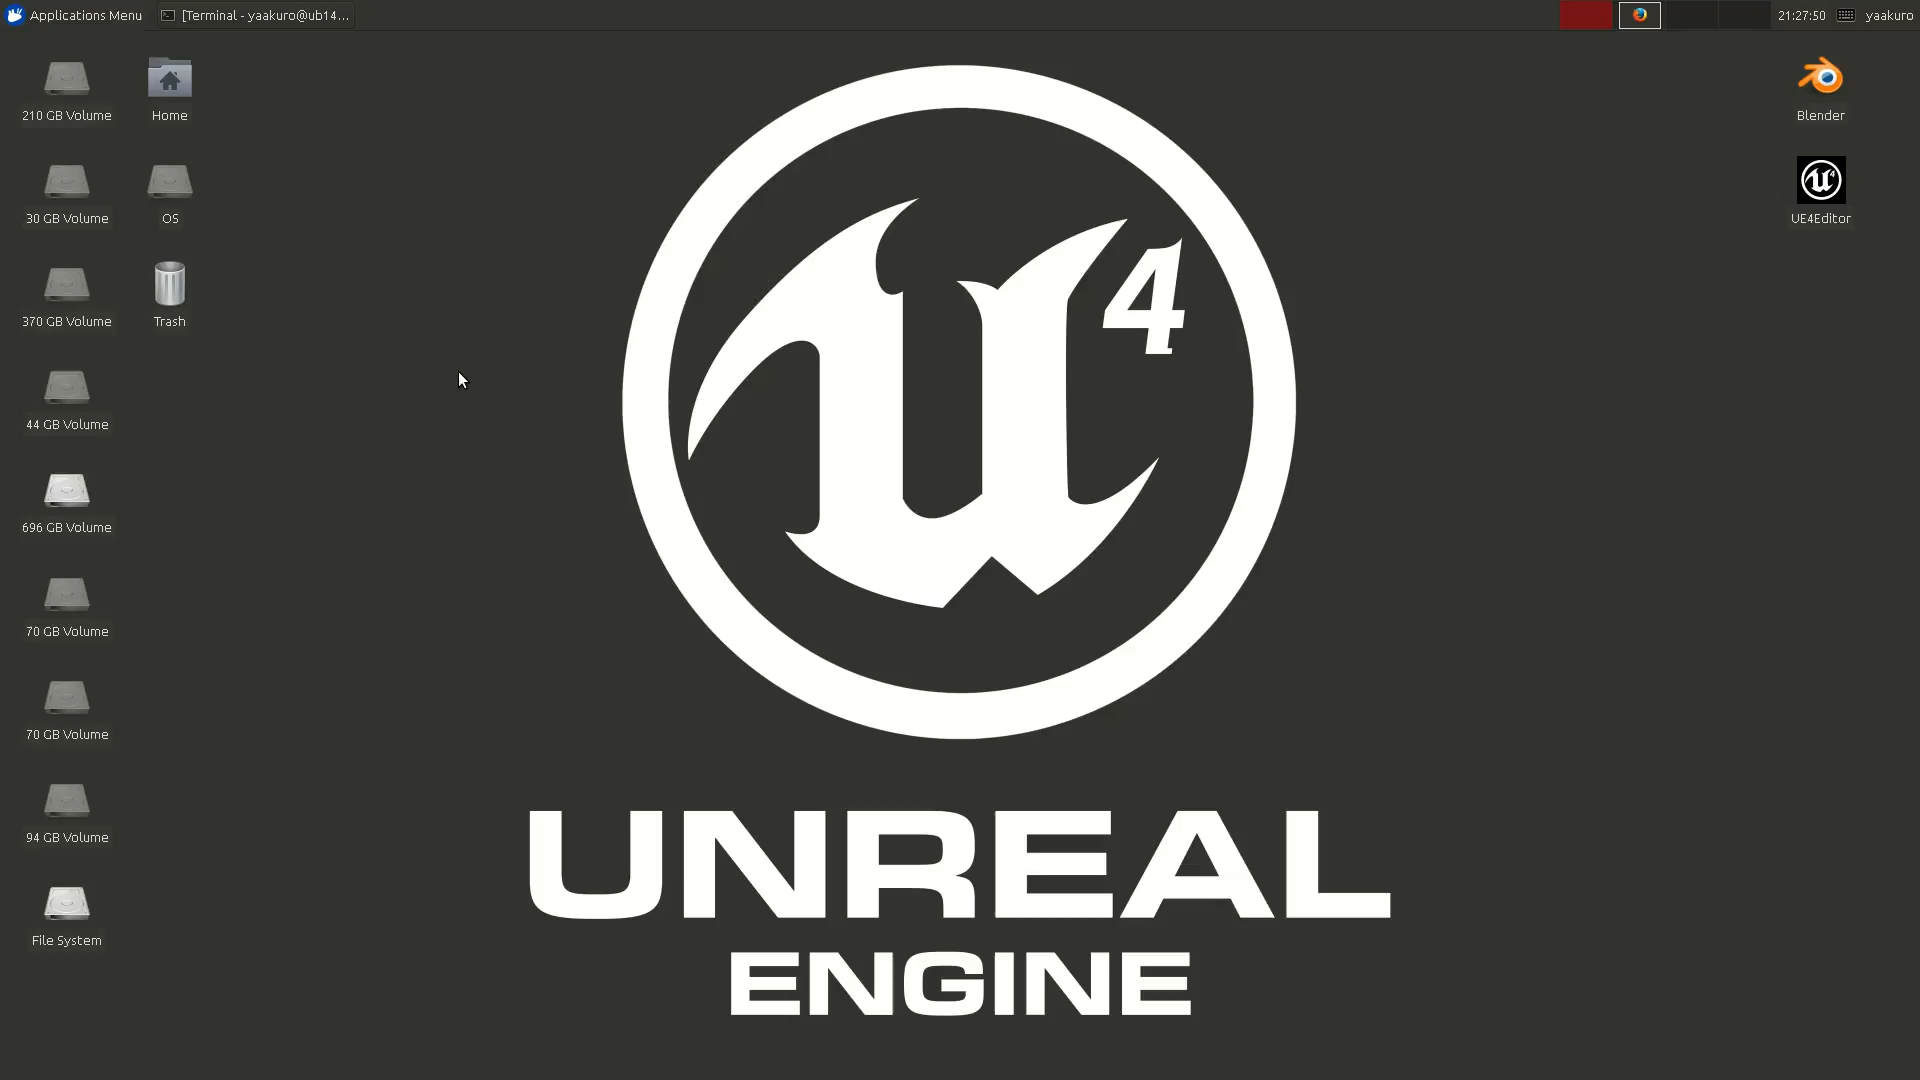 Applications Menu
[Terminal - yaakuro@ub14...
21:27:50
yaakuro
210 GB Volume
Home
Blender
30 GB Volume
OS
UE4Editor
370 GB Volume
Trash
44 GB Volume
696 GB Volume
70 GB Volume
70 GB Volume
94 GB Volume
File System
U4
UNREAL
ENGINE